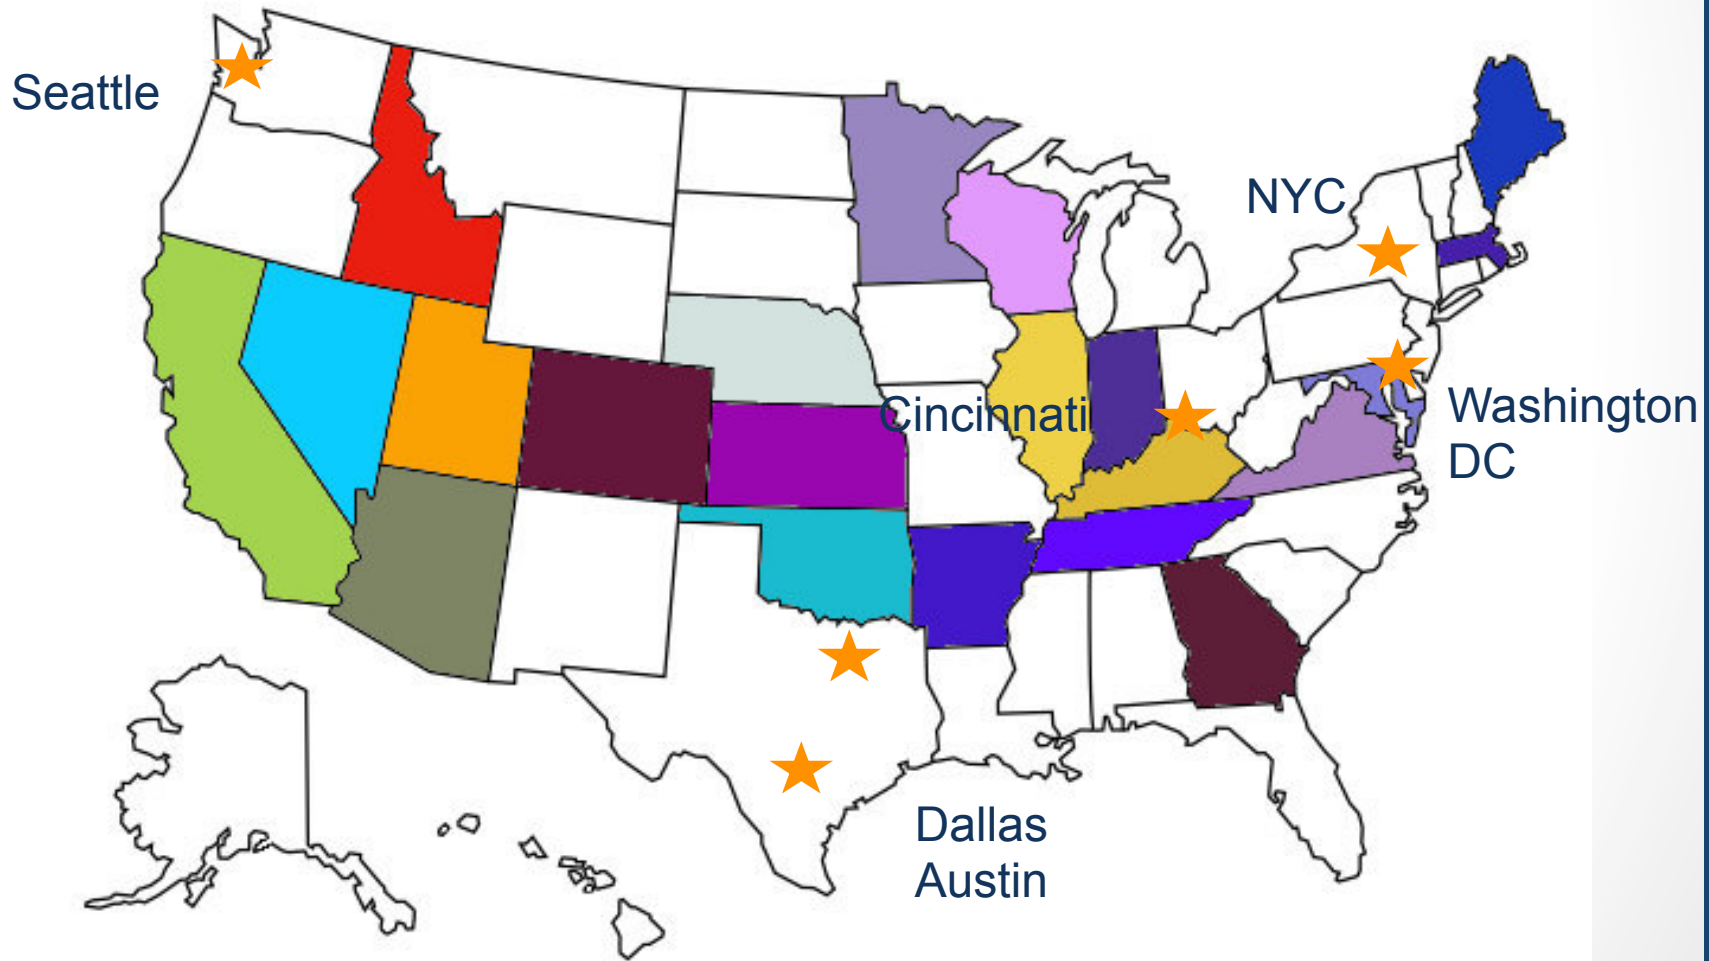 Seattle
NYC
Cincinnati
Washington
DC
Dallas
Austin